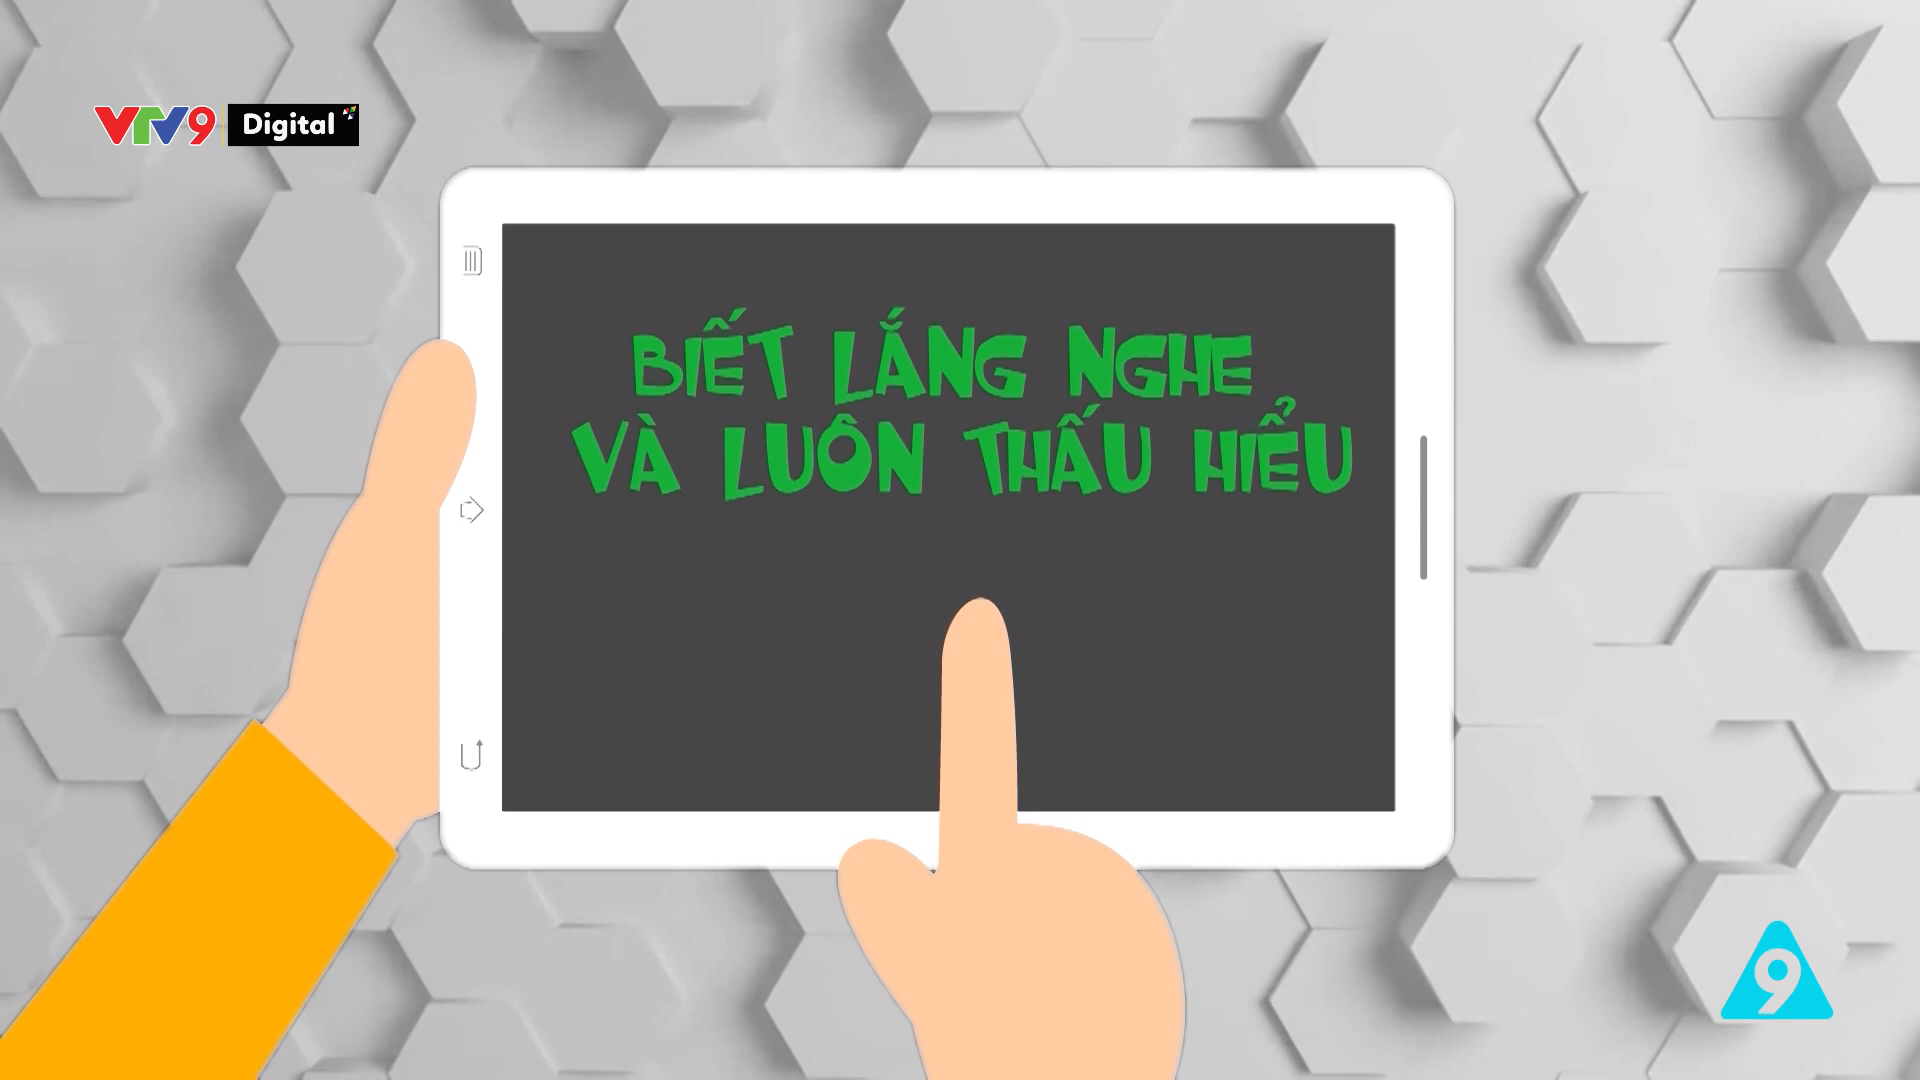 VTV9 Digital
BIẾT LẮNG NGHE
VÀ LUÔN THẤU HIỂU
9